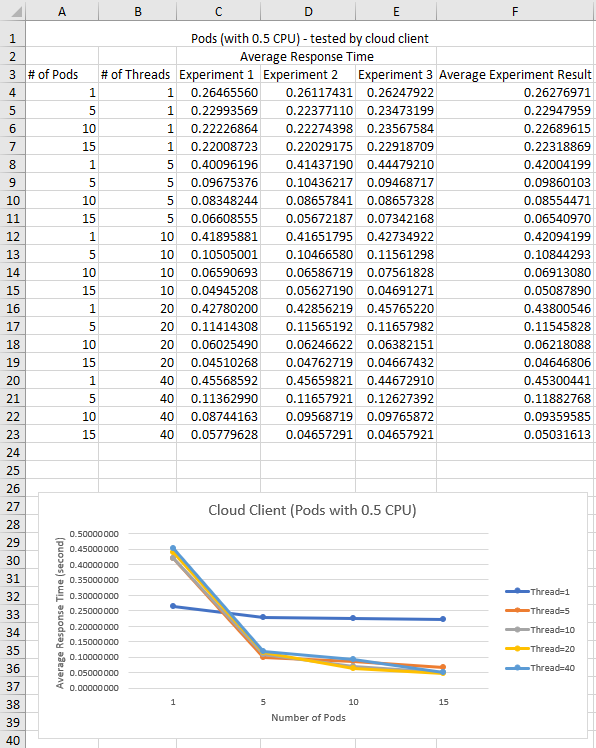 A B C D E F
1 Pods (with 0.5 CPU) - tested by cloud client
2 Average Response Time
3 # of Pods # of Threads Experiment 1 Experiment 2 Experiment 3 Average Experiment Result
4 1 1 0.26465560 0.26117431 0.26247922 0.26276971
5 5 1 0.22993569 0.22377110 0.23473199 0.22947959
6 10 1 0.22226864 0.22274398 0.23567584 0.22689615
7 15 1 0.22008723 0.22029175 0.22918709 0.22318869
8 1 5 0.40096196 0.41437190 0.44479210 0.42004199
9 5 5 0.09675376 0.10436217 0.09468717 0.09860103
10 10 5 0.08348244 0.08657841 0.08657328 0.08554471
11 15 5 0.06608555 0.05672187 0.07342168 0.06540970
12 1 10 0.41895881 0.41651795 0.42734922 0.42094199
13 5 10 0.10505001 0.10466580 0.11561298 0.10844293
14 10 10 0.06590693 0.06586719 0.07561828 0.06913080
15 15 10 0.04945208 0.05627190 0.04691271 0.05087890
16 1 20 0.42780200 0.42856219 0.45765220 0.43800546
17 5 20 0.11414308 0.11565192 0.11657982 0.11545828
18 10 20 0.06025490 0.06246622 0.06382151 0.06218088
19 15 20 0.04510268 0.04762719 0.04667432 0.04646806
20 1 40 0.45568592 0.45659821 0.44672910 0.45300441
21 5 40 0.11362990 0.11657921 0.12627392 0.11882768
22 10 40 0.08744163 0.09568719 0.09765872 0.09359585
23 15 40 0.05779628 0.04657291 0.04657921 0.05031613
24
25
26
27
28
29
30
31
32
33
34
35
36
37
38
39
40
Cloud Client (Pods with 0.5 CPU)
Average Response Time (second)
0.50000000
0.45000000
0.40000000
0.35000000
0.30000000
0.25000000
0.20000000
0.15000000
0.10000000
0.05000000
0.00000000
1 5 10 15
Number of Pods
Thread=1
Thread=5
Thread=10
Thread=20
Thread=40